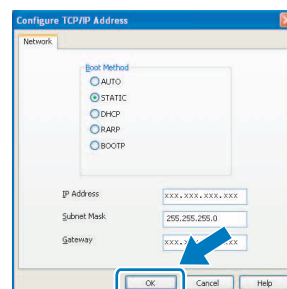 Configure TCP/IP Address
Network
Boot Method
AUTO
STATIC
DHCP
RARP
BOOTP
IP Address xxx.xxx.xxx.xxx
Subnet Mask 255.255.255.0
Gateway
OK Cancel Help